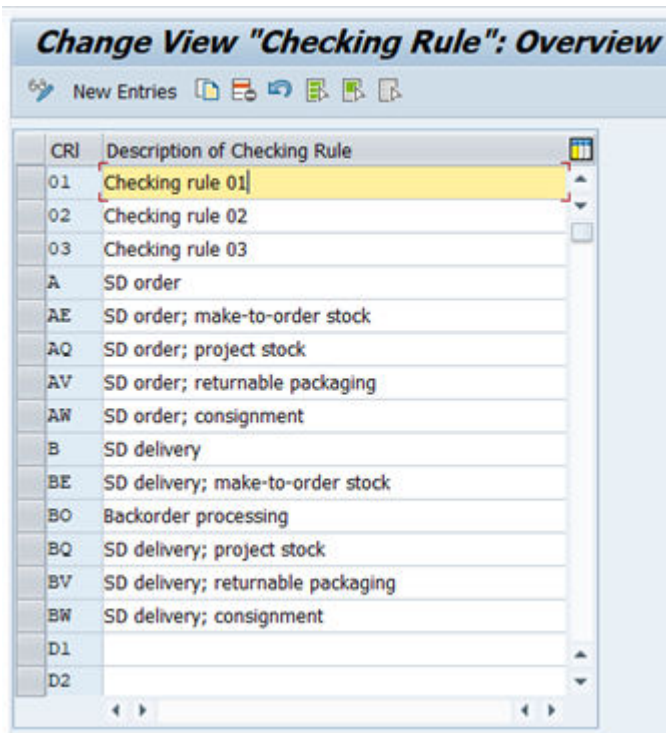 Change View "Checking Rule": Overview
New Entries
CRl Description of Checking Rule
01 Checking rule 01
02 Checking rule 02
03 Checking rule 03
A SD order
AE SD order; make-to-order stock
AQ SD order; project stock
AV SD order; returnable packaging
AW SD order; consignment
B SD delivery
BE SD delivery; make-to-order stock
BO Backorder processing
BQ SD delivery; project stock
BV SD delivery; returnable packaging
BW SD delivery; consignment
D1
D2